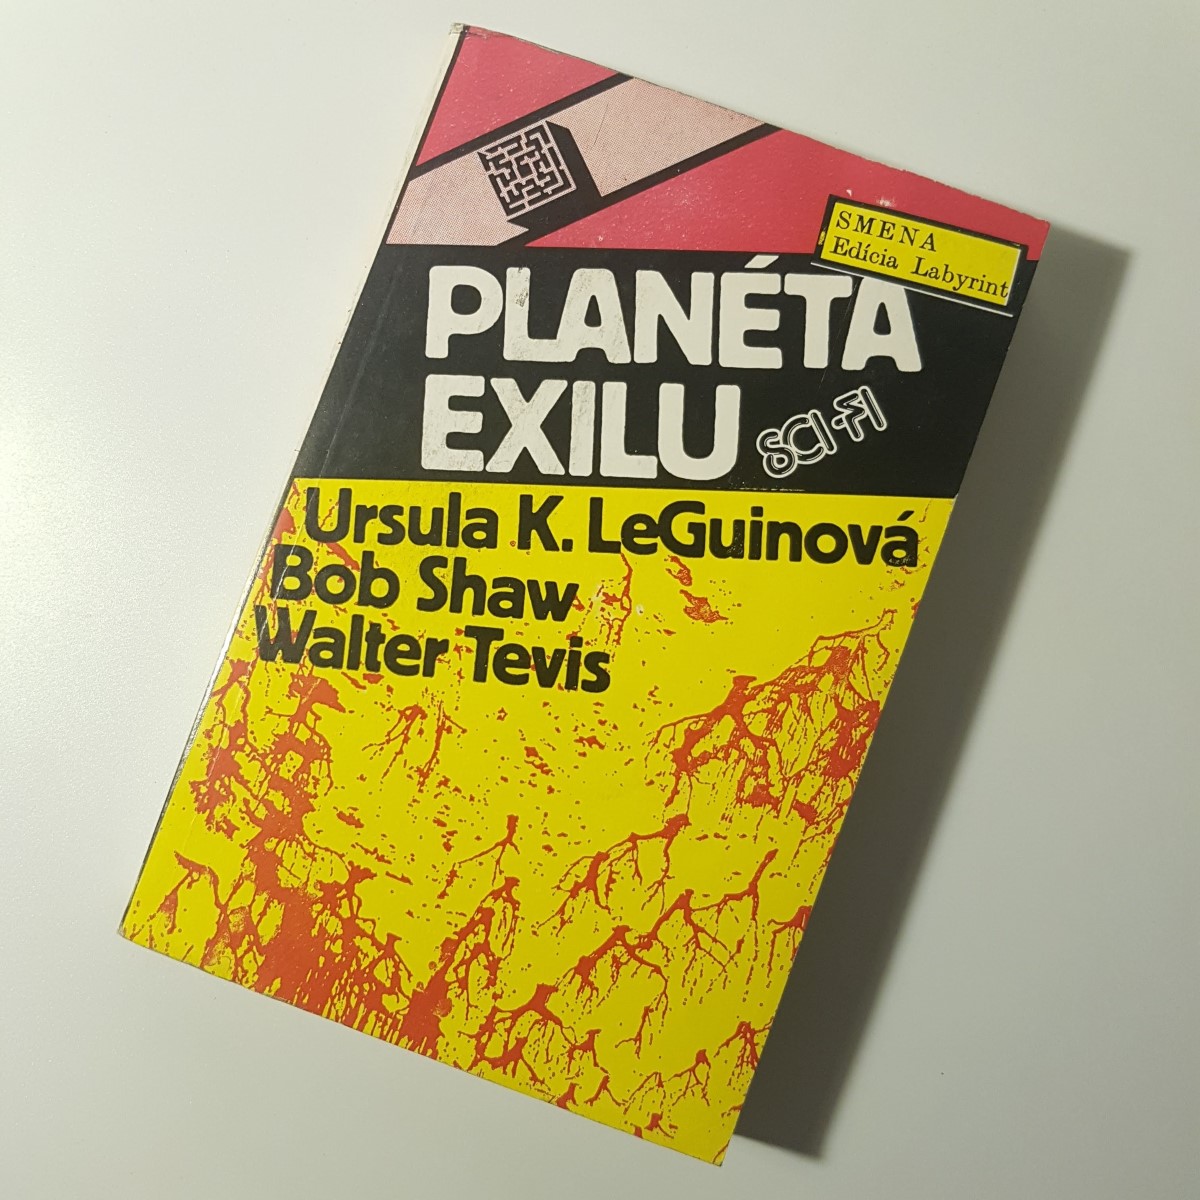 SMENA
Edícia Labyrint
PLANÉTA
EXILU
SCI-FI
Ursula K. LeGuinová
Bob Shaw
Walter Tevis